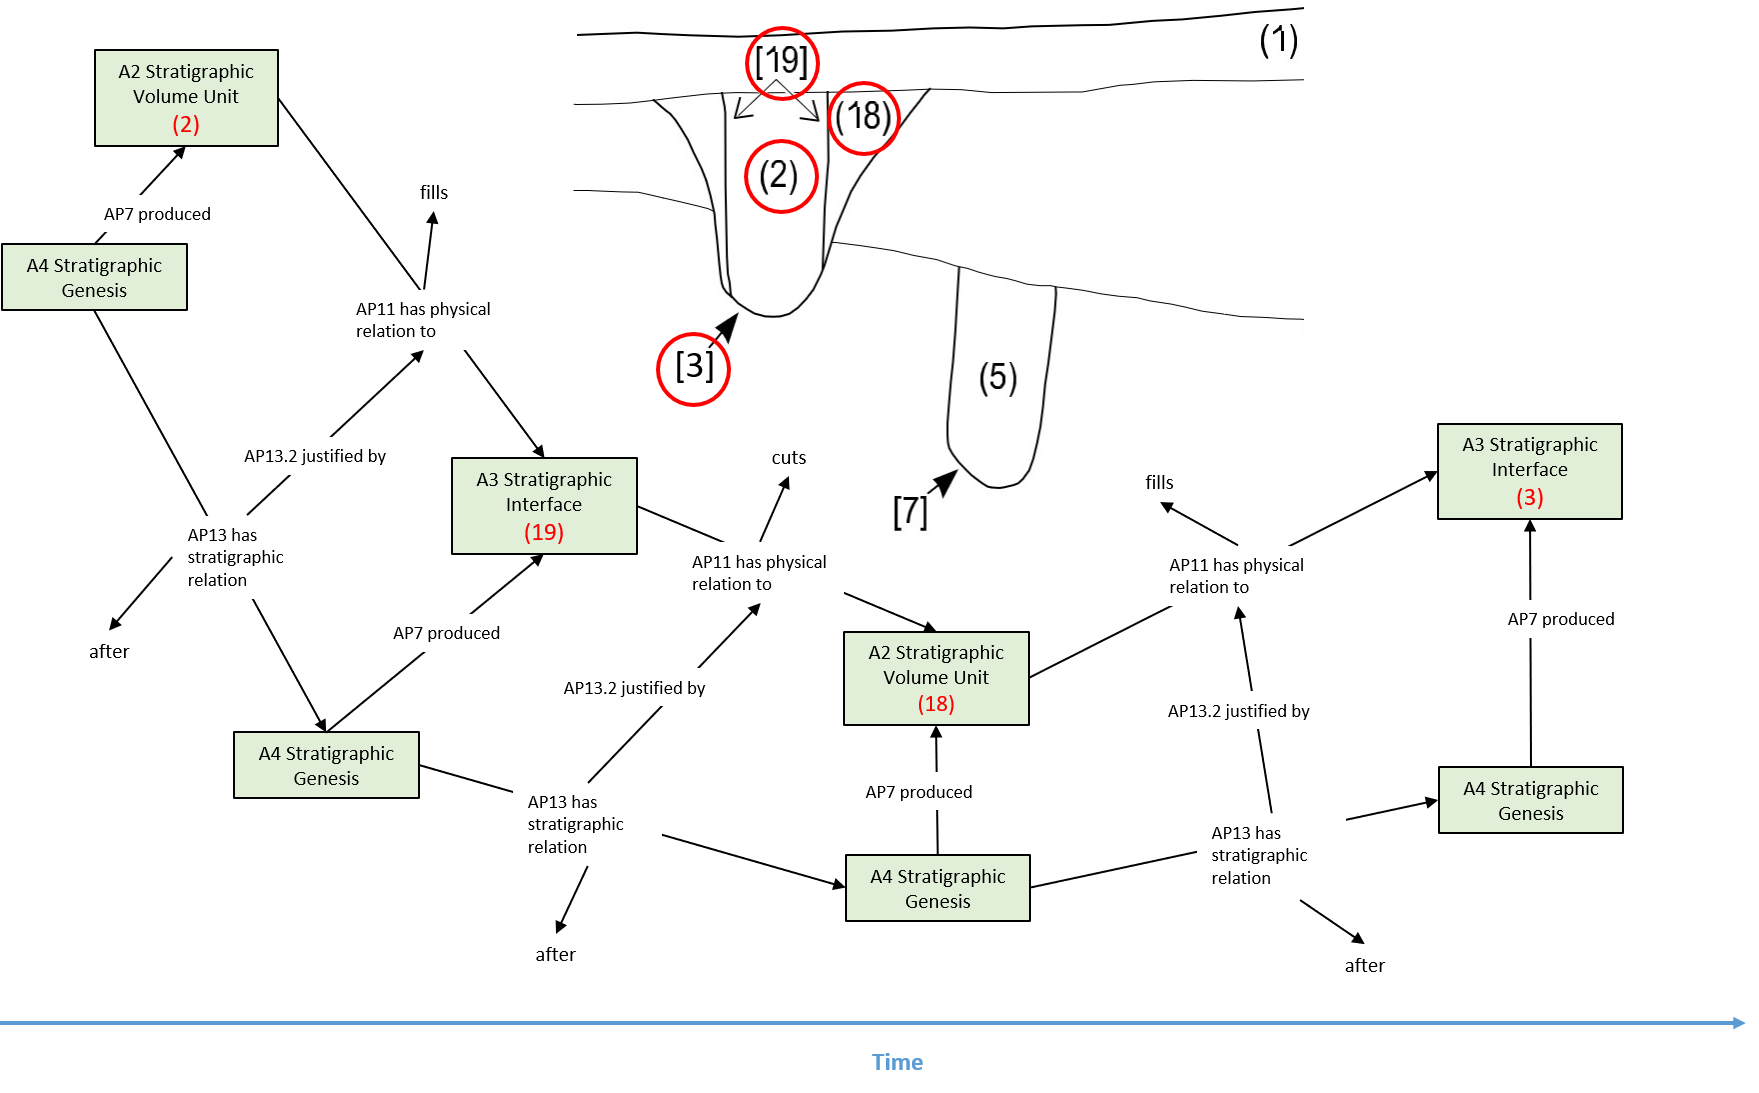 A2 Stratigraphic
Volume Unit
(2)
AP7 produced
A4 Stratigraphic
Genesis
fills
AP11 has physical
relation to
AP13.2 justified by
AP13 has
stratigraphic
relation
after
[19]
(1)
(18)
(2)
[3]
(5)
[7]
A3 Stratigraphic
Interface
(19)
AP7 produced
A4 Stratigraphic
Genesis
cuts
AP11 has physical
relation to
AP13.2 justified by
AP13 has
stratigraphic
relation
after
A2 Stratigraphic
Volume Unit
(18)
AP7 produced
A4 Stratigraphic
Genesis
fills
AP11 has physical
relation to
AP13.2 justified by
AP13 has
stratigraphic
relation
after
A3 Stratigraphic
Interface
(3)
AP7 produced
A4 Stratigraphic
Genesis
Time